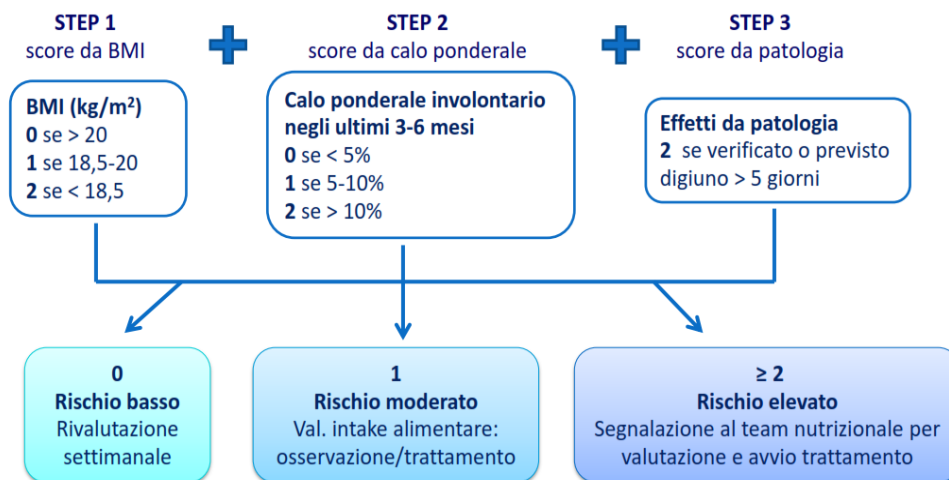 STEP 1
score da BMI
STEP 2
score da calo ponderale
STEP 3
score da patologia
BMI (kg/m²)
0 se > 20
1 se 18,5-20
2 se < 18,5
Calo ponderale involontario
negli ultimi 3-6 mesi
0 se < 5%
1 se 5-10%
2 se > 10%
Effetti da patologia
2 se verificato o previsto
digiuno > 5 giorni
0
Rischio basso
Rivalutazione
settimanale
1
Rischio moderato
Val. intake alimentare:
osservazione/trattamento
≥ 2
Rischio elevato
Segnalazione al team nutrizionale per
valutazione e avvio trattamento